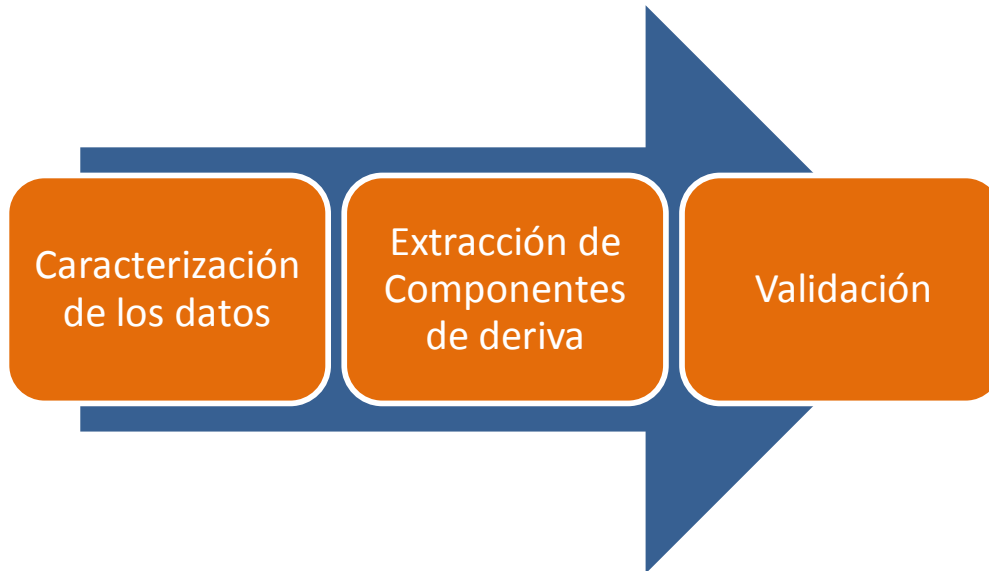 Caracterización
de los datos
Extracción de
Componentes
de deriva
Validación